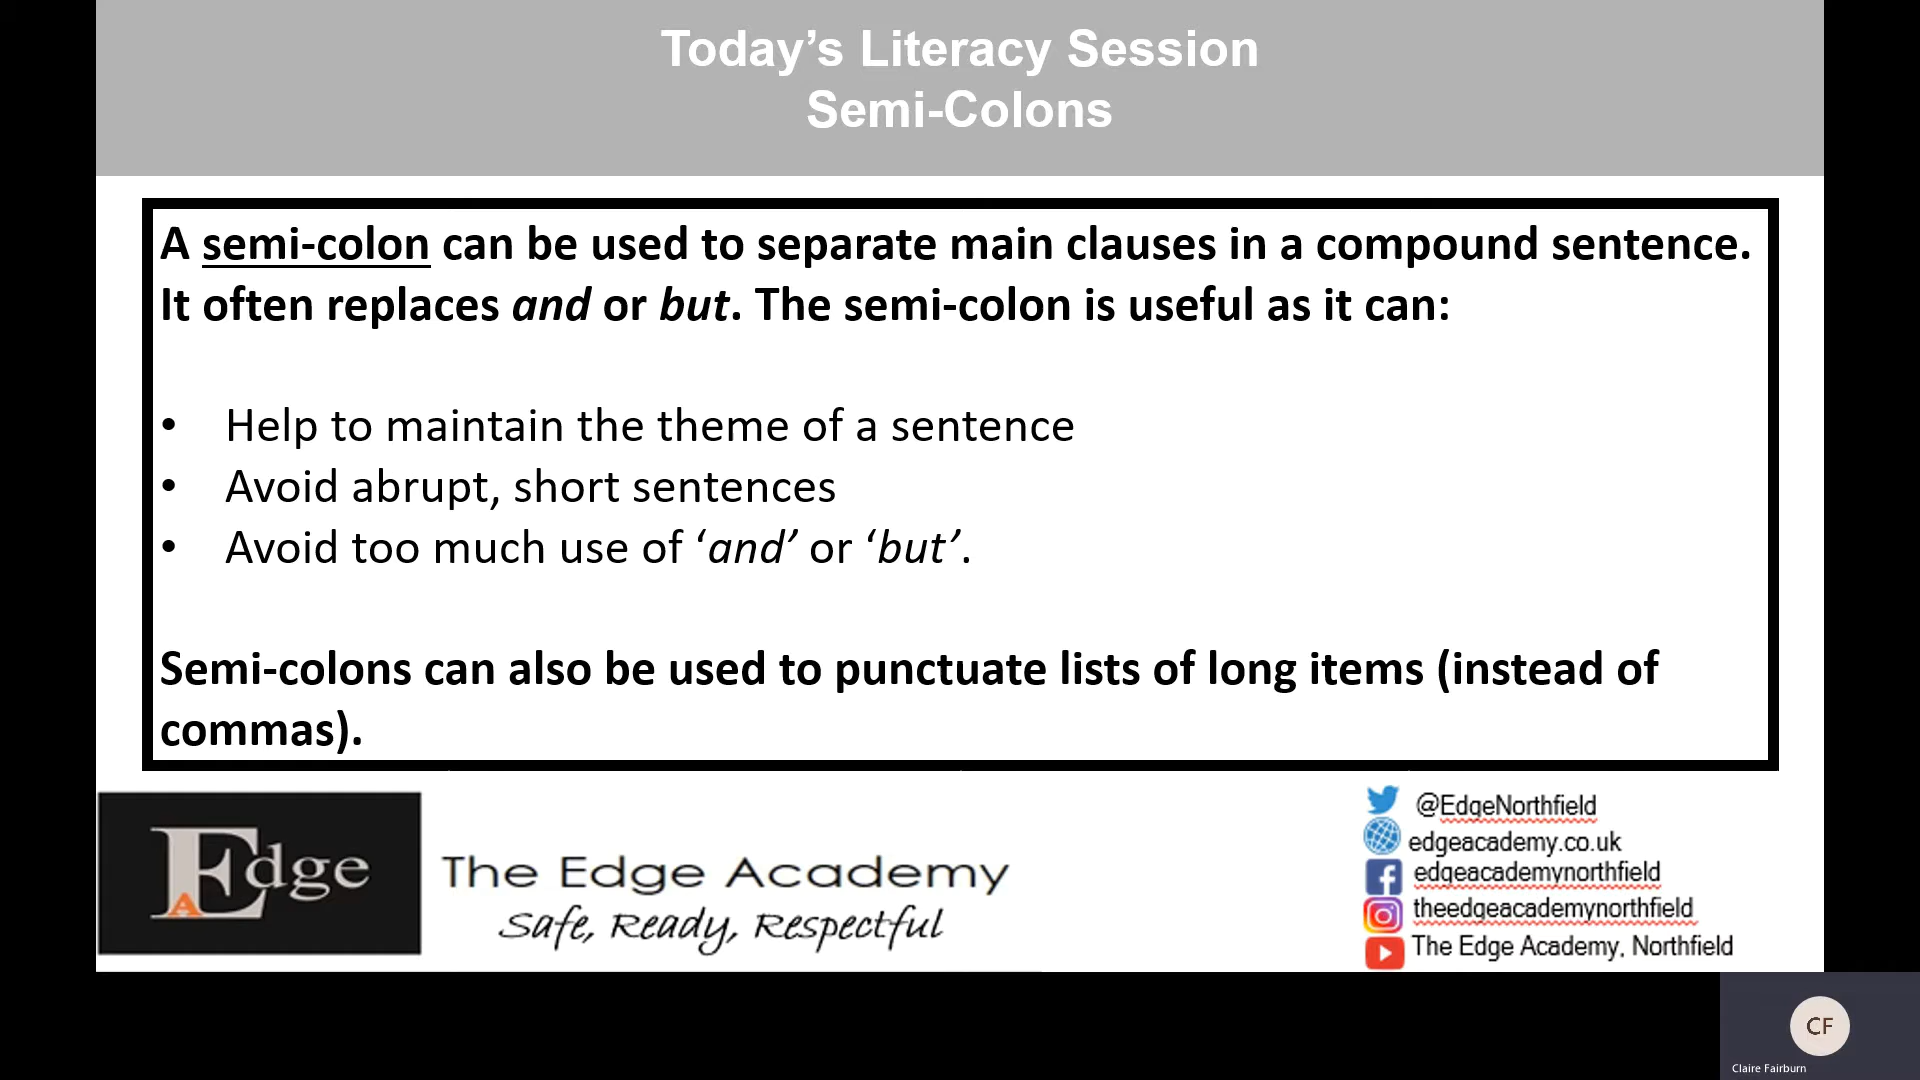 Today’s Literacy Session
Semi-Colons
A semi-colon can be used to separate main clauses in a compound sentence.
It often replaces and or but. The semi-colon is useful as it can:
• Help to maintain the theme of a sentence
• Avoid abrupt, short sentences
• Avoid too much use of ‘and’ or ‘but’.
Semi-colons can also be used to punctuate lists of long items (instead of
commas).
Edge
A
The Edge Academy
Safe, Ready, Respectful
@EdgeNorthfield
edgeacademy.co.uk
edgeacademynorthfield
theedgeacademynorthfield
The Edge Academy, Northfield
CF
Claire Fairburn